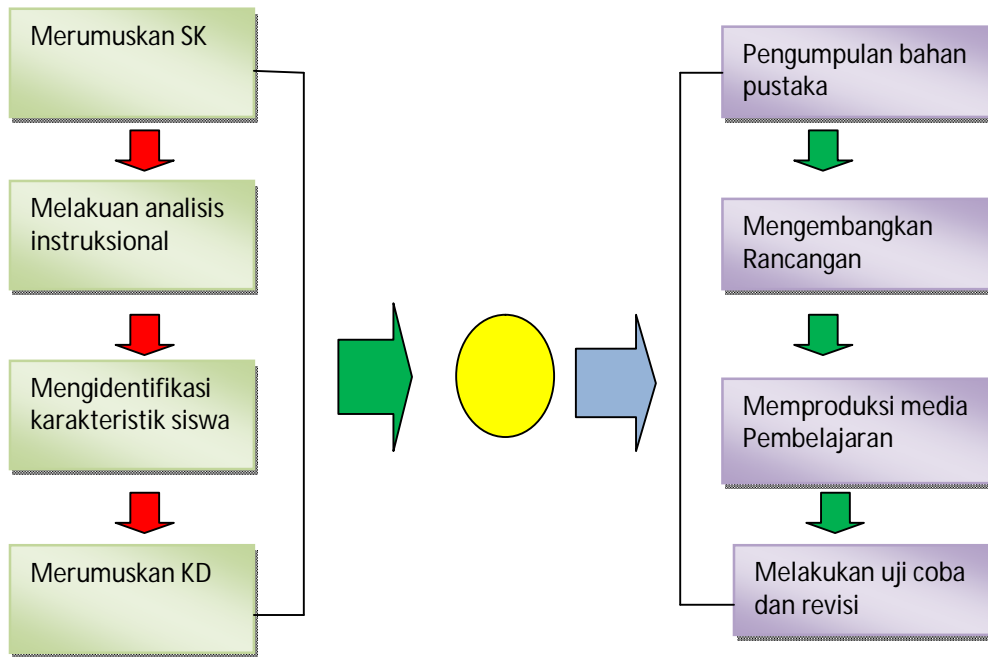 Merumuskan SK
Melakuan analisis
instruksional
Mengidentifikasi
karakteristik siswa
Merumuskan KD
Pengumpulan bahan
pustaka
Mengembangkan
Rancangan
Memproduksi media
Pembelajaran
Melakukan uji coba
dan revisi